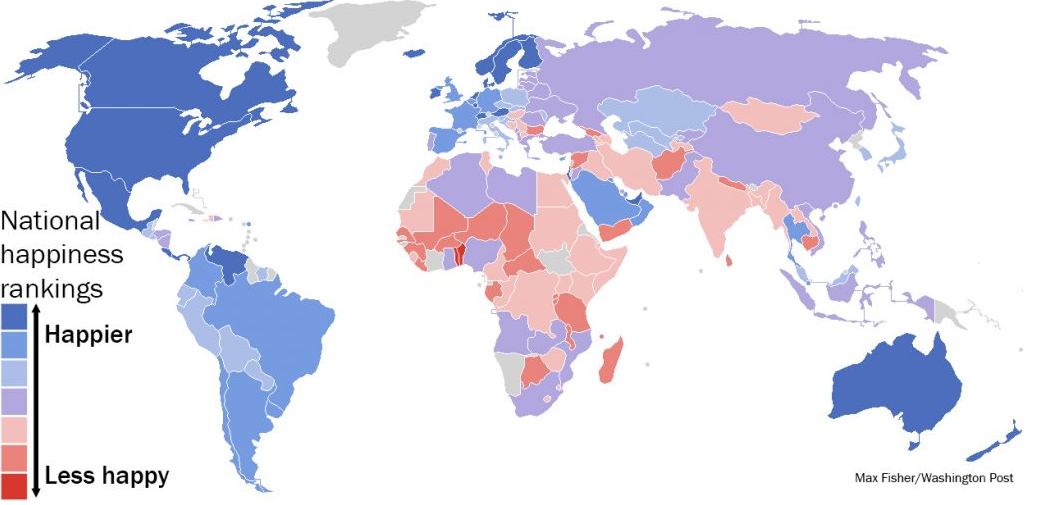 National
happiness
rankings
Happier
Less happy
Max Fisher/Washington Post